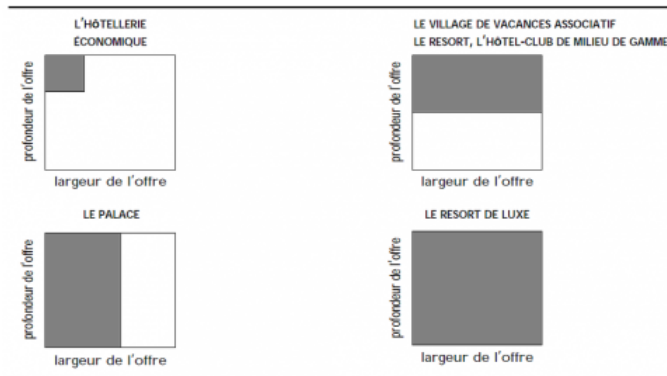 L'HÔTELLERIE
ÉCONOMIQUE
profondeur de l'offre
largeur de l'offre
LE VILLAGE DE VACANCES ASSOCIATIF
LE RESORT, L'HÔTEL-CLUB DE MILIEU DE GAMME
profondeur de l'offre
largeur de l'offre
LE PALACE
profondeur de l'offre
largeur de l'offre
LE RESORT DE LUXE
profondeur de l'offre
largeur de l'offre